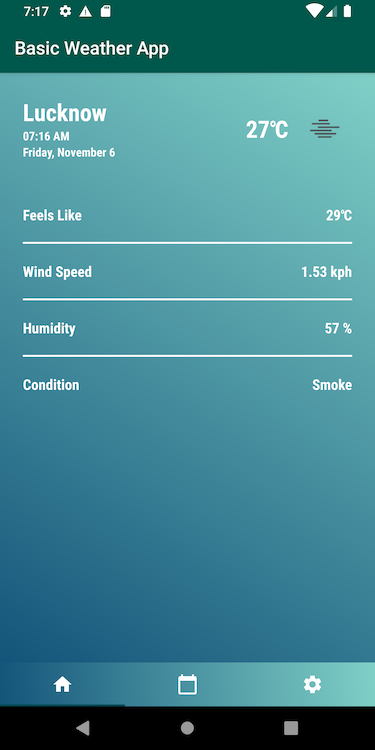 7:17
Basic Weather App
Lucknow
07:16 AM
Friday, November 6
27℃
Feels Like 29℃
Wind Speed 1.53 kph
Humidity 57 %
Condition Smoke